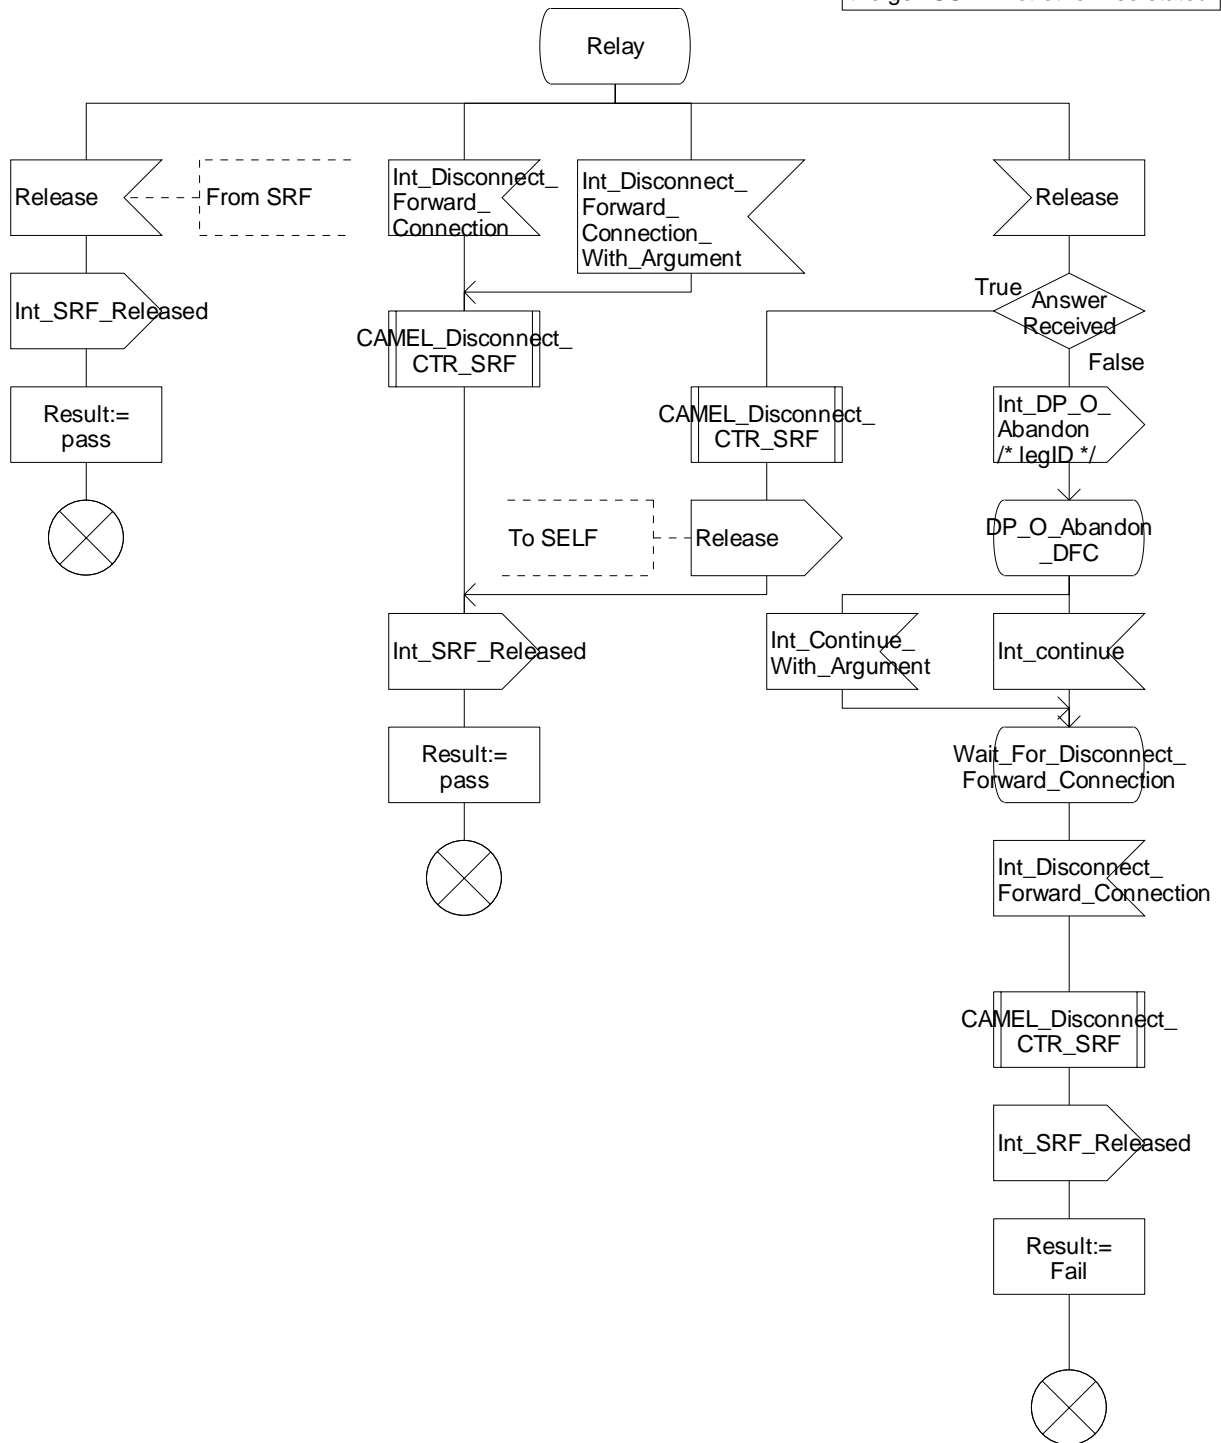 Relay
Release
From SRF
Int_Disconnect_
Forward_
Connection
Int_Disconnect_
Forward_
Connection_
With_Argument
Release
Int_SRF_Released
True
Answer
Received
False
CAMEL_Disconnect_
CTR_SRF
Result:=
pass
CAMEL_Disconnect_
CTR_SRF
Int_DP_O_
Abandon
/* legID */
To SELF
Release
DP_O_Abandon
_DFC
Int_SRF_Released
Int_Continue_
With_Argument
Int_continue
Result:=
pass
Wait_For_Disconnect_
Forward_Connection
Int_Disconnect_
Forward_Connection
CAMEL_Disconnect_
CTR_SRF
Int_SRF_Released
Result:=
Fail